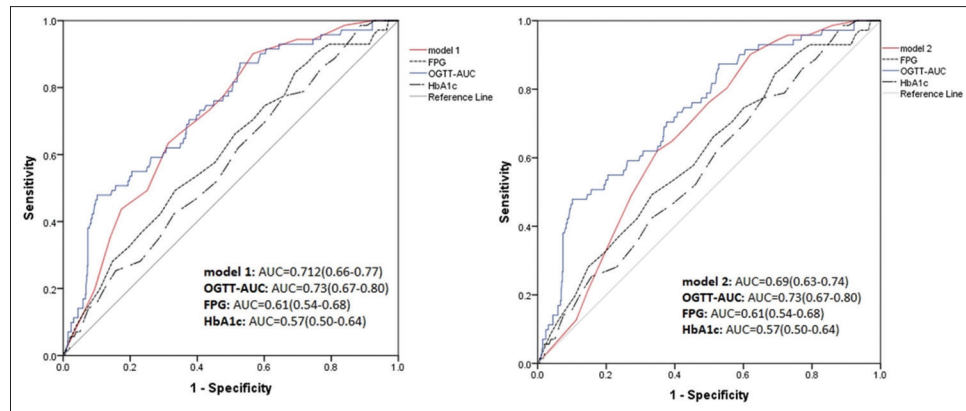 1.0
0.8
0.6
0.4
0.2
0.0
Sensitivity
0.0 0.2 0.4 0.6 0.8 1.0
1 - Specificity
model 1
FPG
OGTT-AUC
HbA1c
Reference Line
model 1: AUC=0.712(0.66-0.77)
OGTT-AUC: AUC=0.73(0.67-0.80)
FPG: AUC=0.61(0.54-0.68)
HbA1c: AUC=0.57(0.50-0.64)
1.0
0.8
0.6
0.4
0.2
0.0
Sensitivity
0.0 0.2 0.4 0.6 0.8 1.0
1 - Specificity
model 2
FPG
OGTT-AUC
HbA1c
Reference Line
model 2: AUC=0.69(0.63-0.74)
OGTT-AUC: AUC=0.73(0.67-0.80)
FPG: AUC=0.61(0.54-0.68)
HbA1c: AUC=0.57(0.50-0.64)